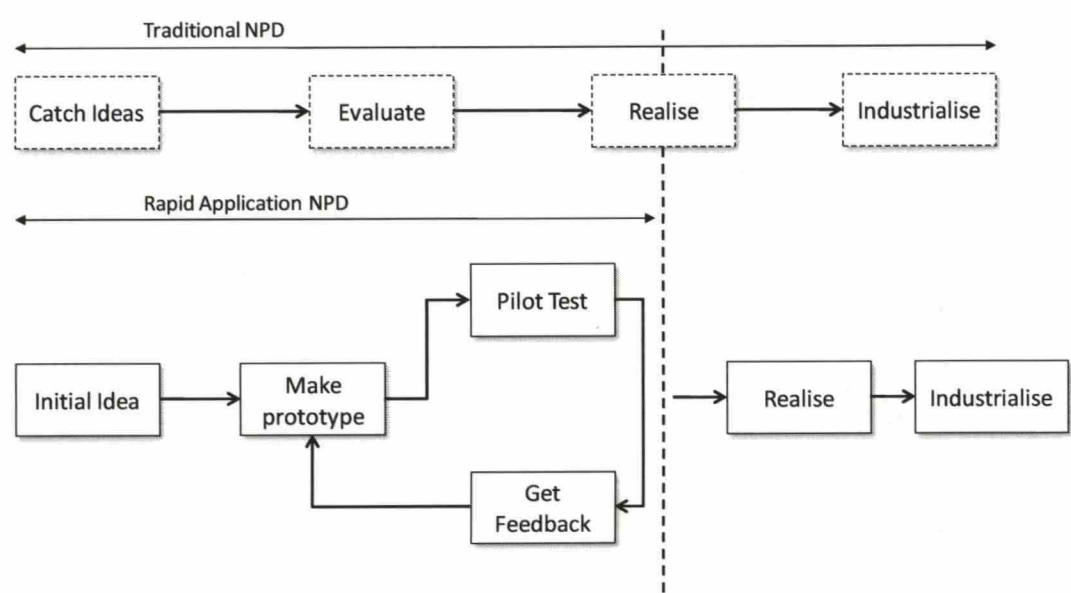 Traditional NPD
Catch Ideas
Evaluate
Realise
Industrialise
Rapid Application NPD
Pilot Test
Initial Idea
Make
prototype
Realise
Industrialise
Get
Feedback